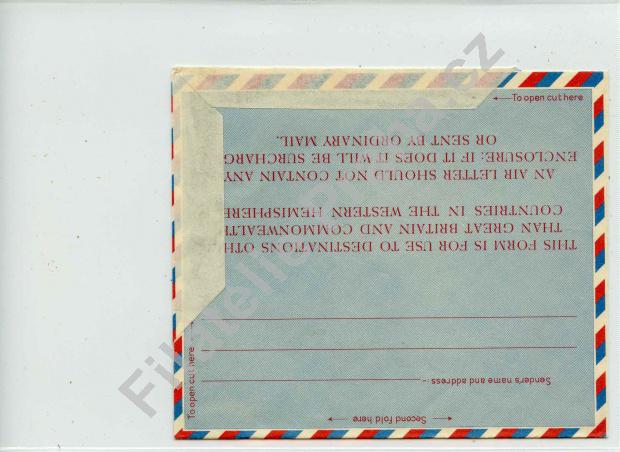 To open cut here
Second fold here
Sender's name and address
THIS FORM IS FOR USE TO DESTINATIONS OTH
THAN GREAT BRITAIN AND COMMONWEALTH
COUNTRIES IN THE WESTERN HEMISPHERE
AN AIR LETTER SHOULD NOT CONTAIN ANY
ENCLOSURE: IF IT DOES IT WILL BE SURCHARG
OR SENT BY ORDINARY MAIL.
To open cut here